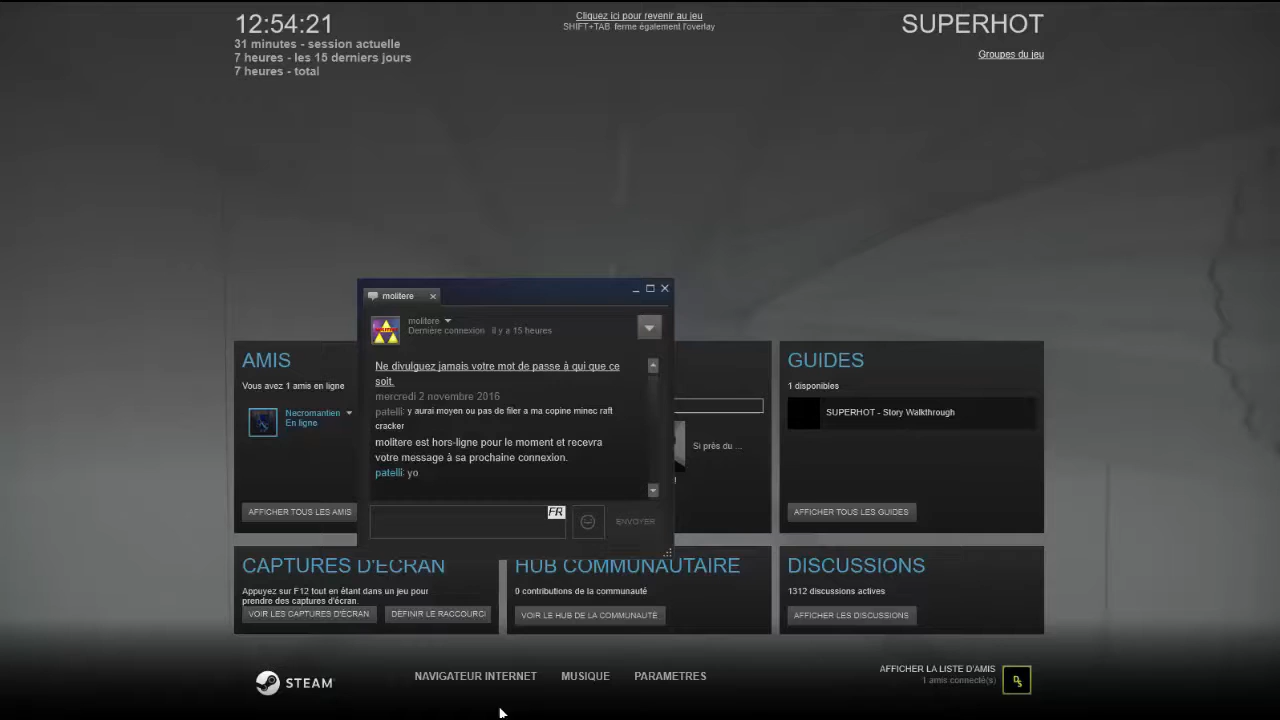 12:54:21
31 minutes - session actuelle
7 heures - les 15 derniers jours
7 heures - total
Cliquez ici pour revenir au jeu
SHIFT+TAB ferme également l'overlay
SUPERHOT
Groupes du jeu
molitere
molitere
Dernière connexion il y a 15 heures
Ne divulguez jamais votre mot de passe à qui que ce
soit.
mercredi 2 novembre 2016
patelli: y aurai moyen ou pas de filer a ma copine minec raft
cracker
molitere est hors-ligne pour le moment et recevra
votre message à sa prochaine connexion.
patelli: yo
FR
ENVOYER
AMIS
Vous avez 1 amis en ligne
Necromantien
En ligne
AFFICHER TOUS LES AMIS
Si près du ...
GUIDES
1 disponibles
SUPERHOT - Story Walkthrough
AFFICHER TOUS LES GUIDES
CAPTURES D'ÉCRAN
Appuyez sur F12 tout en étant dans un jeu pour
prendre des captures d'écran.
VOIR LES CAPTURES D'ÉCRAN
DÉFINIR LE RACCOURCI
HUB COMMUNAUTAIRE
0 contributions de la communauté
VOIR LE HUB DE LA COMMUNAUTÉ
DISCUSSIONS
1312 discussions actives
AFFICHER LES DISCUSSIONS
STEAM
NAVIGATEUR INTERNET
MUSIQUE
PARAMETRES
AFFICHER LA LISTE D'AMIS
1 amis connecté(s)